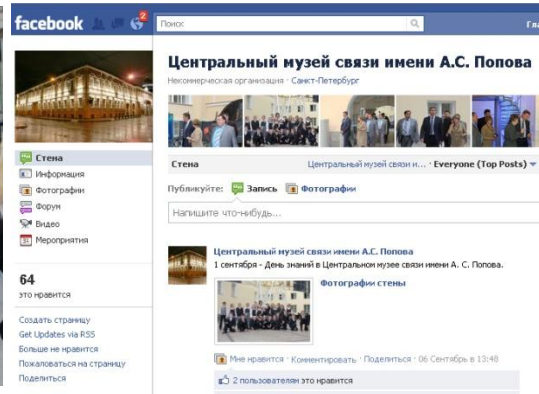 facebook
2
Поиск
Гла
Центральный музей связи имени А.С. Попова
Некоммерческая организация · Санкт-Петербург
Стена
Информация
Фотографии
Форум
Видео
31 Мероприятия
64
это нравится
Создать страницу
Get Updates via RSS
Больше не нравится
Пожаловаться на страницу
Поделиться
Стена Центральный музей связи и... · Everyone (Top Posts)
Публикуйте: Запись Фотографии
Напишите что-нибудь...
Центральный музей связи имени А.С. Попова
1 сентября - День знаний в Центральном музее связи имени А. С. Попова.
Фотографии стены
Мне нравится · Комментировать · Поделиться · 06 Сентябрь в 13:48
2 пользователям это нравится